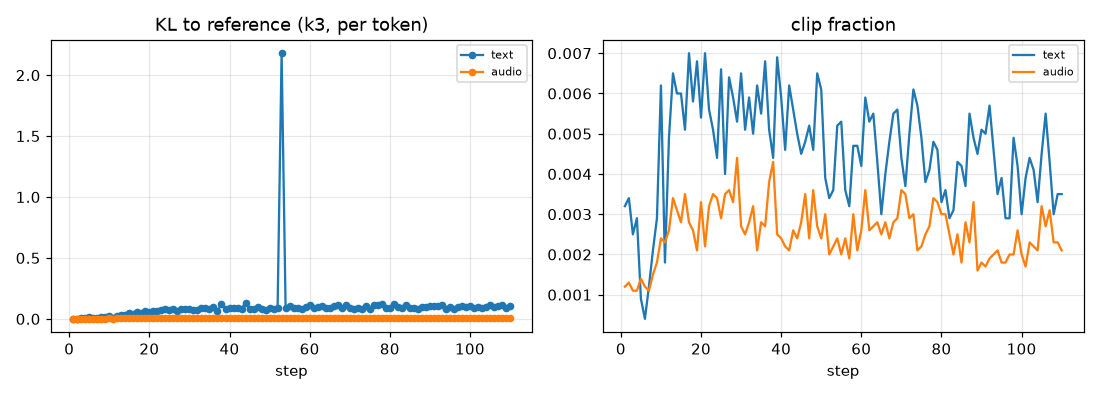 KL to reference (k3, per token)
text
audio
2.0
1.5
1.0
0.5
0.0
0 20 40 60 80 100
step
clip fraction
text
audio
0.007
0.006
0.005
0.004
0.003
0.002
0.001
0 20 40 60 80 100
step